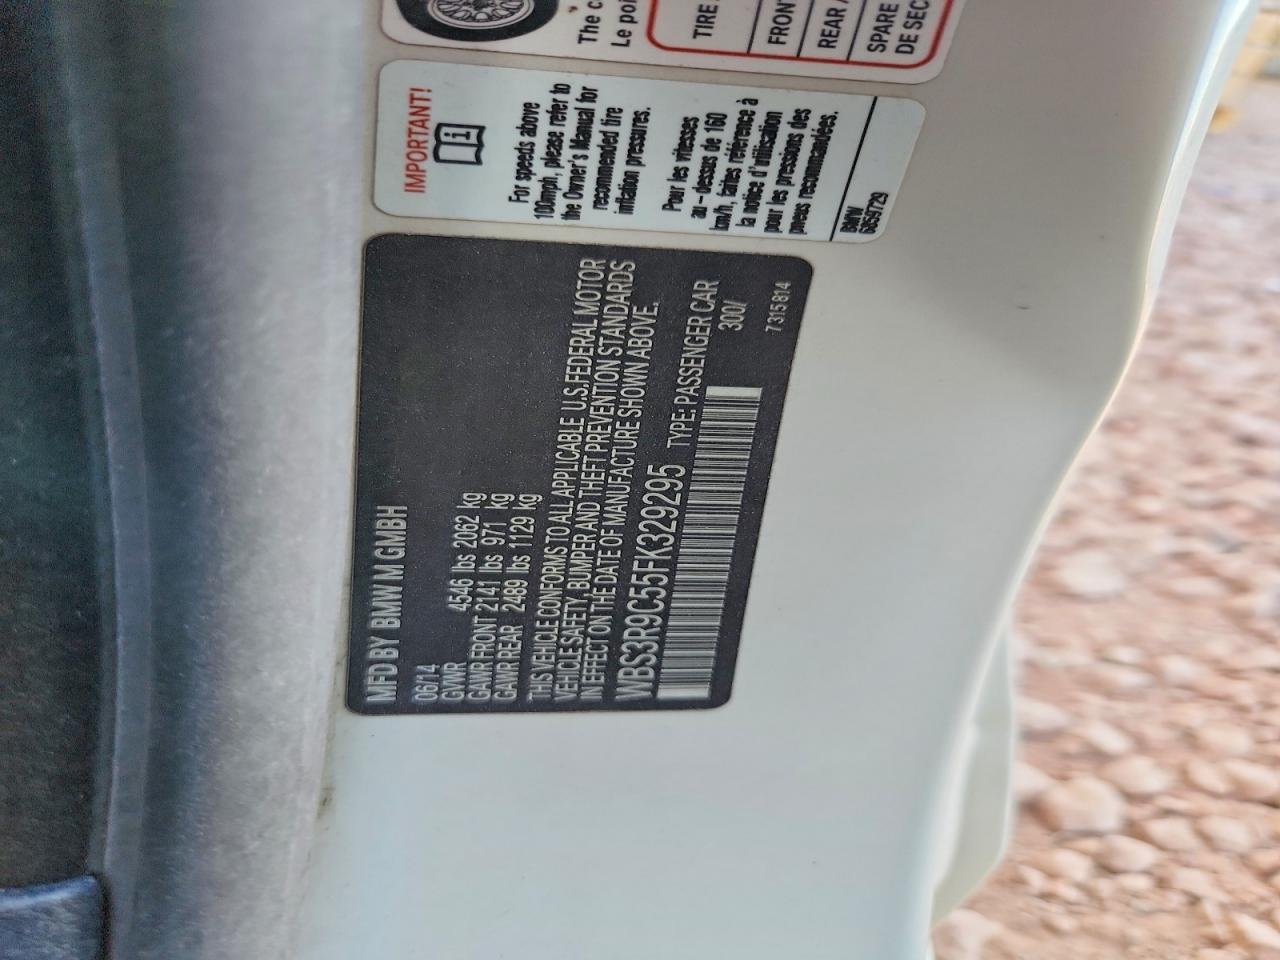 The c
Le poi
TIRE
FRONT
REAR
SPARE
DE SEC
IMPORTANT!
For speeds above
100mph, please refer to
the Owner's Manual for
recommended tire
inflation pressures.
Pour les vitesses
au-dessus de 160
km/h, faites référence à
la notice d'utilisation
pour les pressions des
pneus recommandées.
BMW
6859729
MFD BY BMW M GMBH
06/14
GVWR 4546 lbs 2062 kg
GAWR FRONT 2141 lbs 971 kg
GAWR REAR 2489 lbs 1129 kg
THIS VEHICLE CONFORMS TO ALL APPLICABLE U.S.FEDERAL MOTOR
VEHICLE SAFETY, BUMPER AND THEFT PREVENTION STANDARDS
IN EFFECT ON THE DATE OF MANUFACTURE SHOWN ABOVE.
WBS3R9C55FK329295 TYPE: PASSENGER CAR
300/
7315814